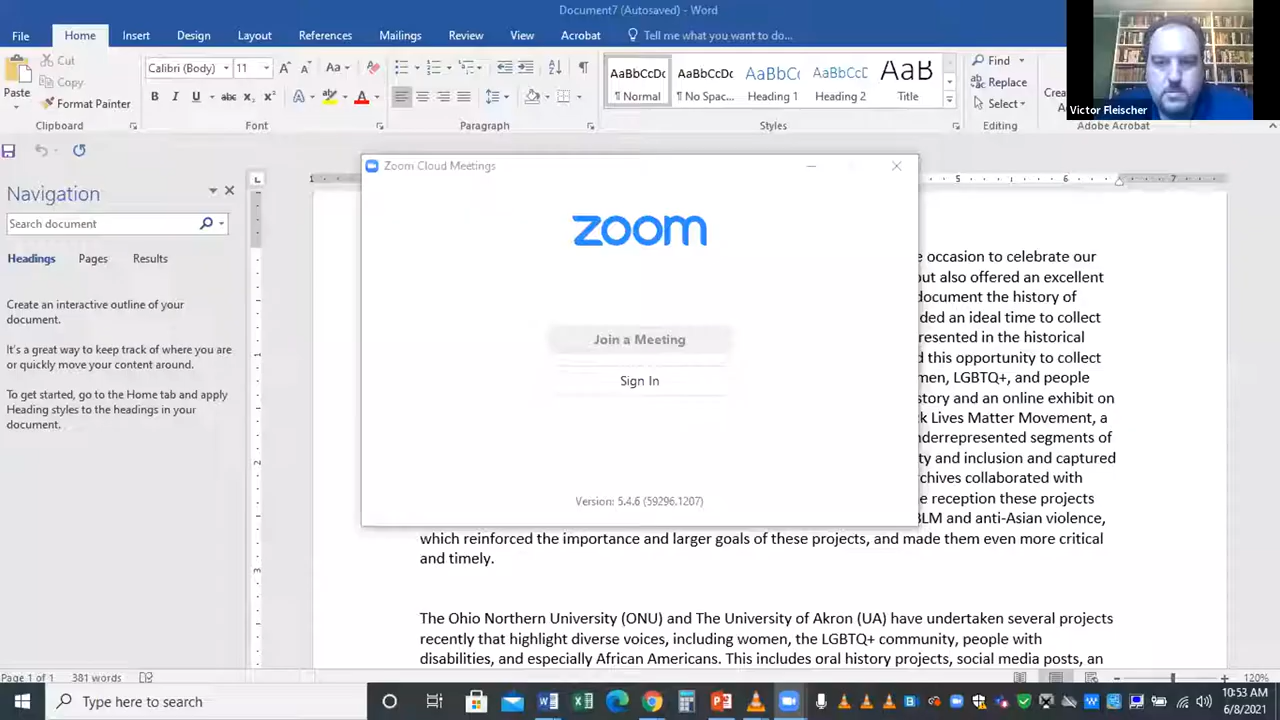 Document7 (Autosaved) - Word
File Home Insert Design Layout References Mailings Review View Acrobat Tell me what you want to do...
Cut
Copy
Format Painter
Paste
Clipboard
Calibri (Body) 11
Font
Paragraph
AaBbCcDc AaBbCcDc AaBbCc AaBbCcC AaB
¶ Normal ¶ No Spac... Heading 1 Heading 2 Title
Styles
Find
Replace
Select
Editing
Adobe Acrobat
Victor Fleischer
Navigation
Search document
Headings Pages Results
Create an interactive outline of your
document.
It's a great way to keep track of where you are
or quickly move your content around.
To get started, go to the Home tab and apply
Heading styles to the headings in your
document.
Zoom Cloud Meetings
zoom
Join a Meeting
Sign In
Version: 5.4.6 (59296.1207)
occasion to celebrate our
but also offered an excellent
document the history of
an ideal time to collect
in the historical
this opportunity to collect
LGBTQ+, and people
and an online exhibit on
Lives Matter Movement, a
segments of
and inclusion and captured
collaborated with
reception these projects
BLM and anti-Asian violence,
which reinforced the importance and larger goals of these projects, and made them even more critical
and timely.
The Ohio Northern University (ONU) and The University of Akron (UA) have undertaken several projects
recently that highlight diverse voices, including women, the LGBTQ+ community, people with
disabilities, and especially African Americans. This includes oral history projects, social media posts, an
Page 1 of 1 381 words 120%
Type here to search
10:53 AM
6/8/2021